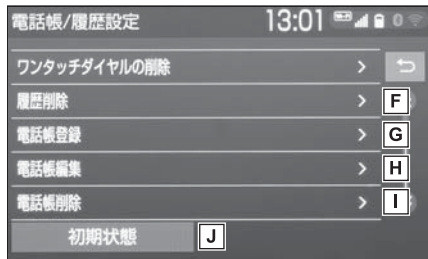 電話帳/履歴設定 13:01
ワンタッチダイヤルの削除
履歴削除 F
電話帳登録 G
電話帳編集 H
電話帳削除 I
初期状態 J